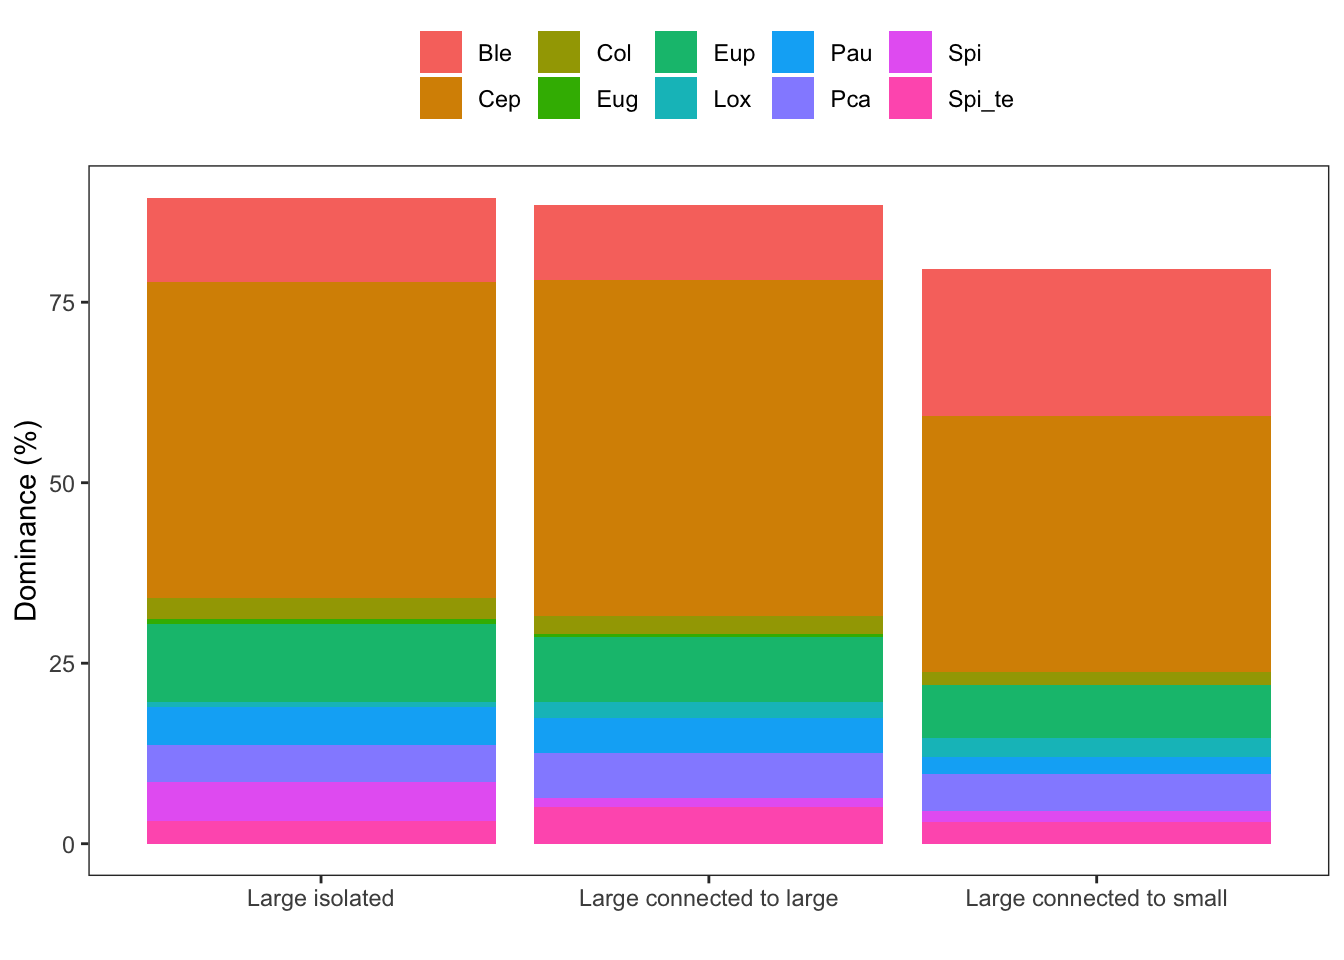 Ble Col Eup Pau Spi
Cep Eug Lox Pca Spi_te
Dominance (%)
75
50
25
0
Large isolated Large connected to large Large connected to small